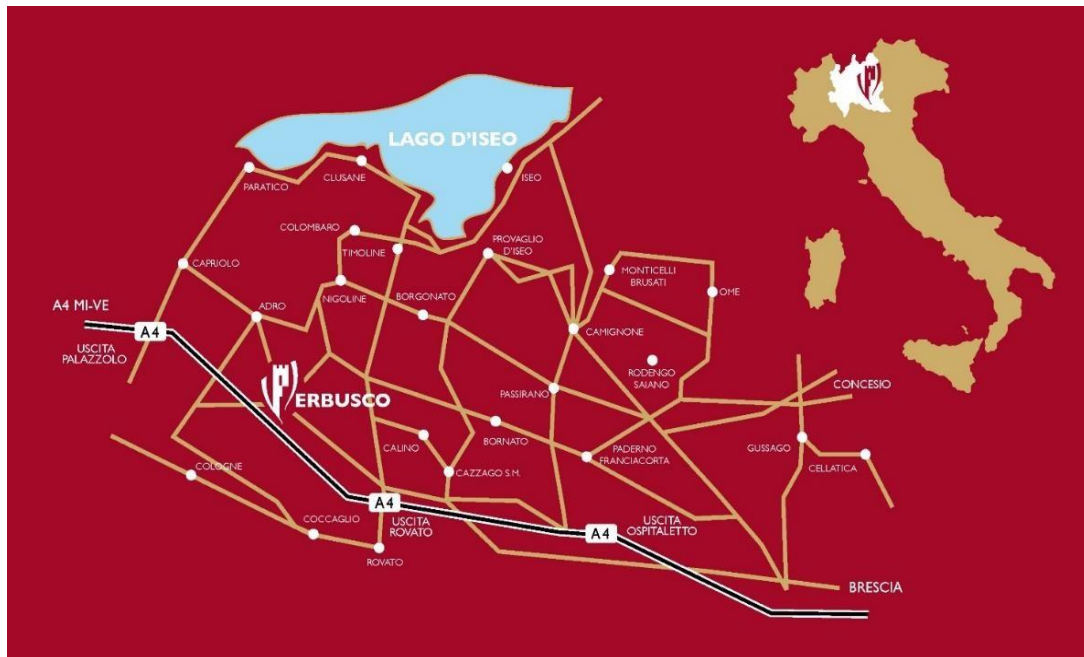 LAGO D'ISEO
PARATICO
CLUSANE
ISEO
COLOMBARO
TIMOLINE
PROVAGLIO
D'ISEO
CAPRIOLO
MONTICELLI
BRUSATI
OME
NIGOLINE
BORGONATO
A4 MI-VE
ADRO
A4
CAMIGNONE
USCITA
PALAZZOLO
RODENGO
SAIANO
CONCESIO
ERBUSCO
PASSIRANO
CALINO
BORNATO
PADERNO
FRANCIACORTA
GUSSAGO
CELLATICA
COLOGNE
CAZZAGO S.M.
A4
USCITA
ROVATO
COCCAGLIO
ROVATO
A4
USCITA
OSPITALETTO
BRESCIA